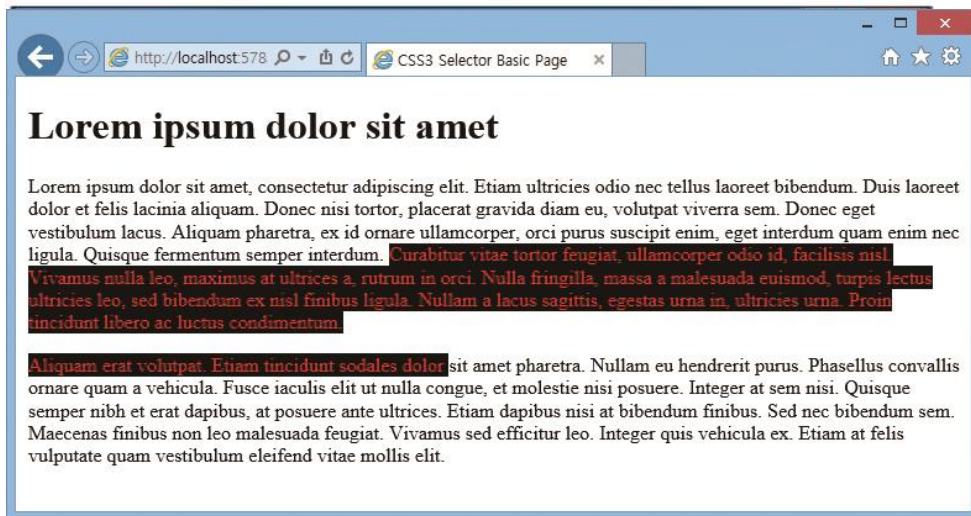 http://localhost:578
CSS3 Selector Basic Page
Lorem ipsum dolor sit amet
Lorem ipsum dolor sit amet, consectetur adipiscing elit. Etiam ultricies odio nec tellus laoreet bibendum. Duis laoreet
dolor et felis lacinia aliquam. Donec nisi tortor, placerat gravida diam eu, volutpat viverra sem. Donec eget
vestibulum lacus. Aliquam pharetra, ex id ornare ullamcorper, orci purus suscipit enim, eget interdum quam enim nec
ligula. Quisque fermentum semper interdum. Curabitur vitae tortor feugiat, ullamcorper odio id, facilisis nisl.
Vivamus nulla leo, maximus at ultrices a, rutrum in orci. Nulla fringilla, massa a malesuada euismod, turpis lectus
ultricies leo, sed bibendum ex nisl finibus ligula. Nullam a lacus sagittis, egestas urna in, ultricies urna. Proin
tincidunt libero ac luctus condimentum.
Aliquam erat volutpat. Etiam tincidunt sodales dolor sit amet pharetra. Nullam eu hendrerit purus. Phasellus convallis
ornare quam a vehicula. Fusce iaculis elit ut nulla congue, et molestie nisi posuere. Integer at sem nisi. Quisque
semper nibh et erat dapibus, at posuere ante ultrices. Etiam dapibus nisi at bibendum finibus. Sed nec bibendum sem.
Maecenas finibus non leo malesuada feugiat. Vivamus sed efficitur leo. Integer quis vehicula ex. Etiam at felis
vulputate quam vestibulum eleifend vitae mollis elit.